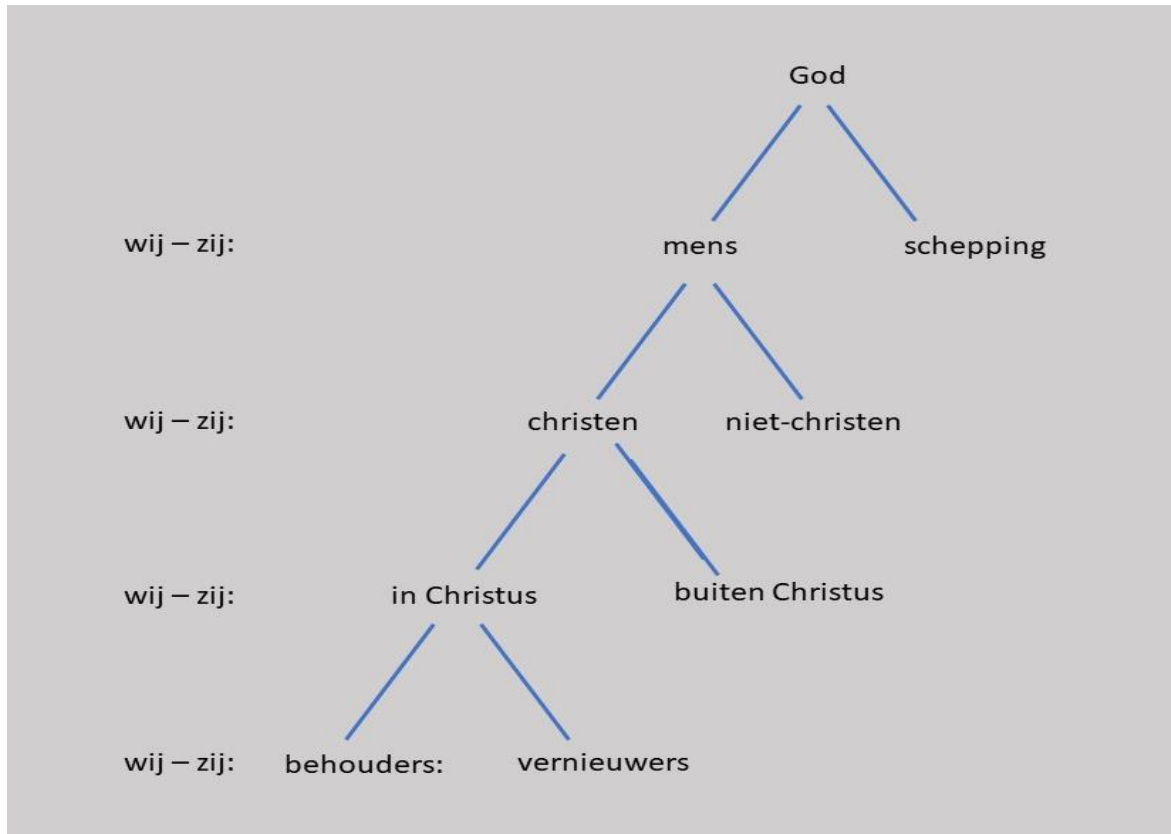 God
wij – zij: mens schepping
wij – zij: christen niet-christen
wij – zij: in Christus buiten Christus
wij – zij: behouders: vernieuwers